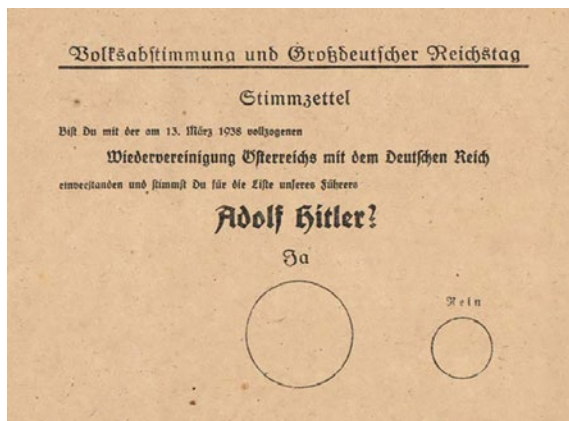 Volksabstimmung und Großdeutscher Reichstag
Stimmzettel
Bist Du mit der am 13. März 1938 vollzogenen
Wiedervereinigung Österreichs mit dem Deutschen Reich
einverstanden und stimmst Du für die Liste unseres Führers
Adolf Hitler?
Ja
Nein